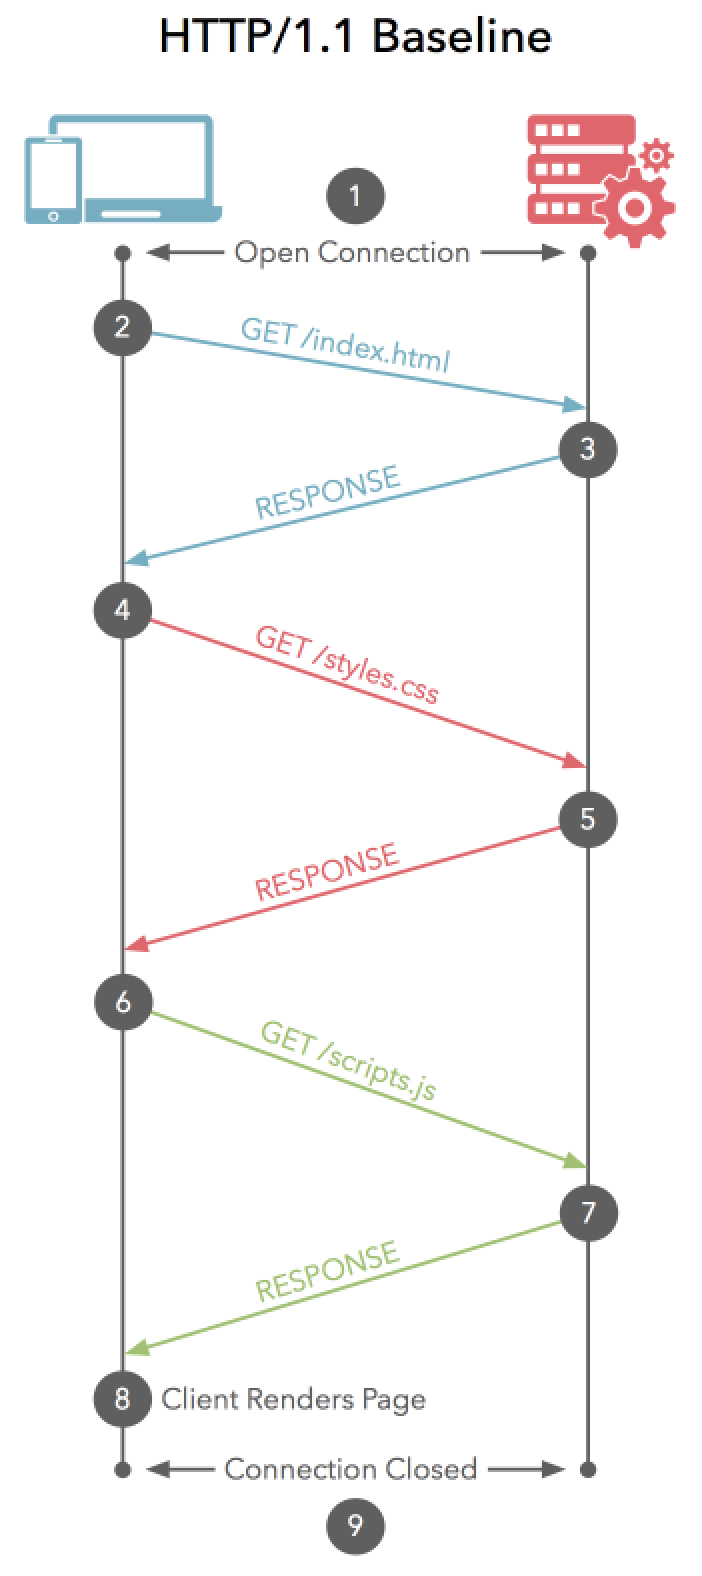 HTTP/1.1 Baseline
1
Open Connection
2
GET /index.html
3
RESPONSE
4
GET /styles.css
5
RESPONSE
6
GET /scripts.js
7
RESPONSE
8 Client Renders Page
Connection Closed
9